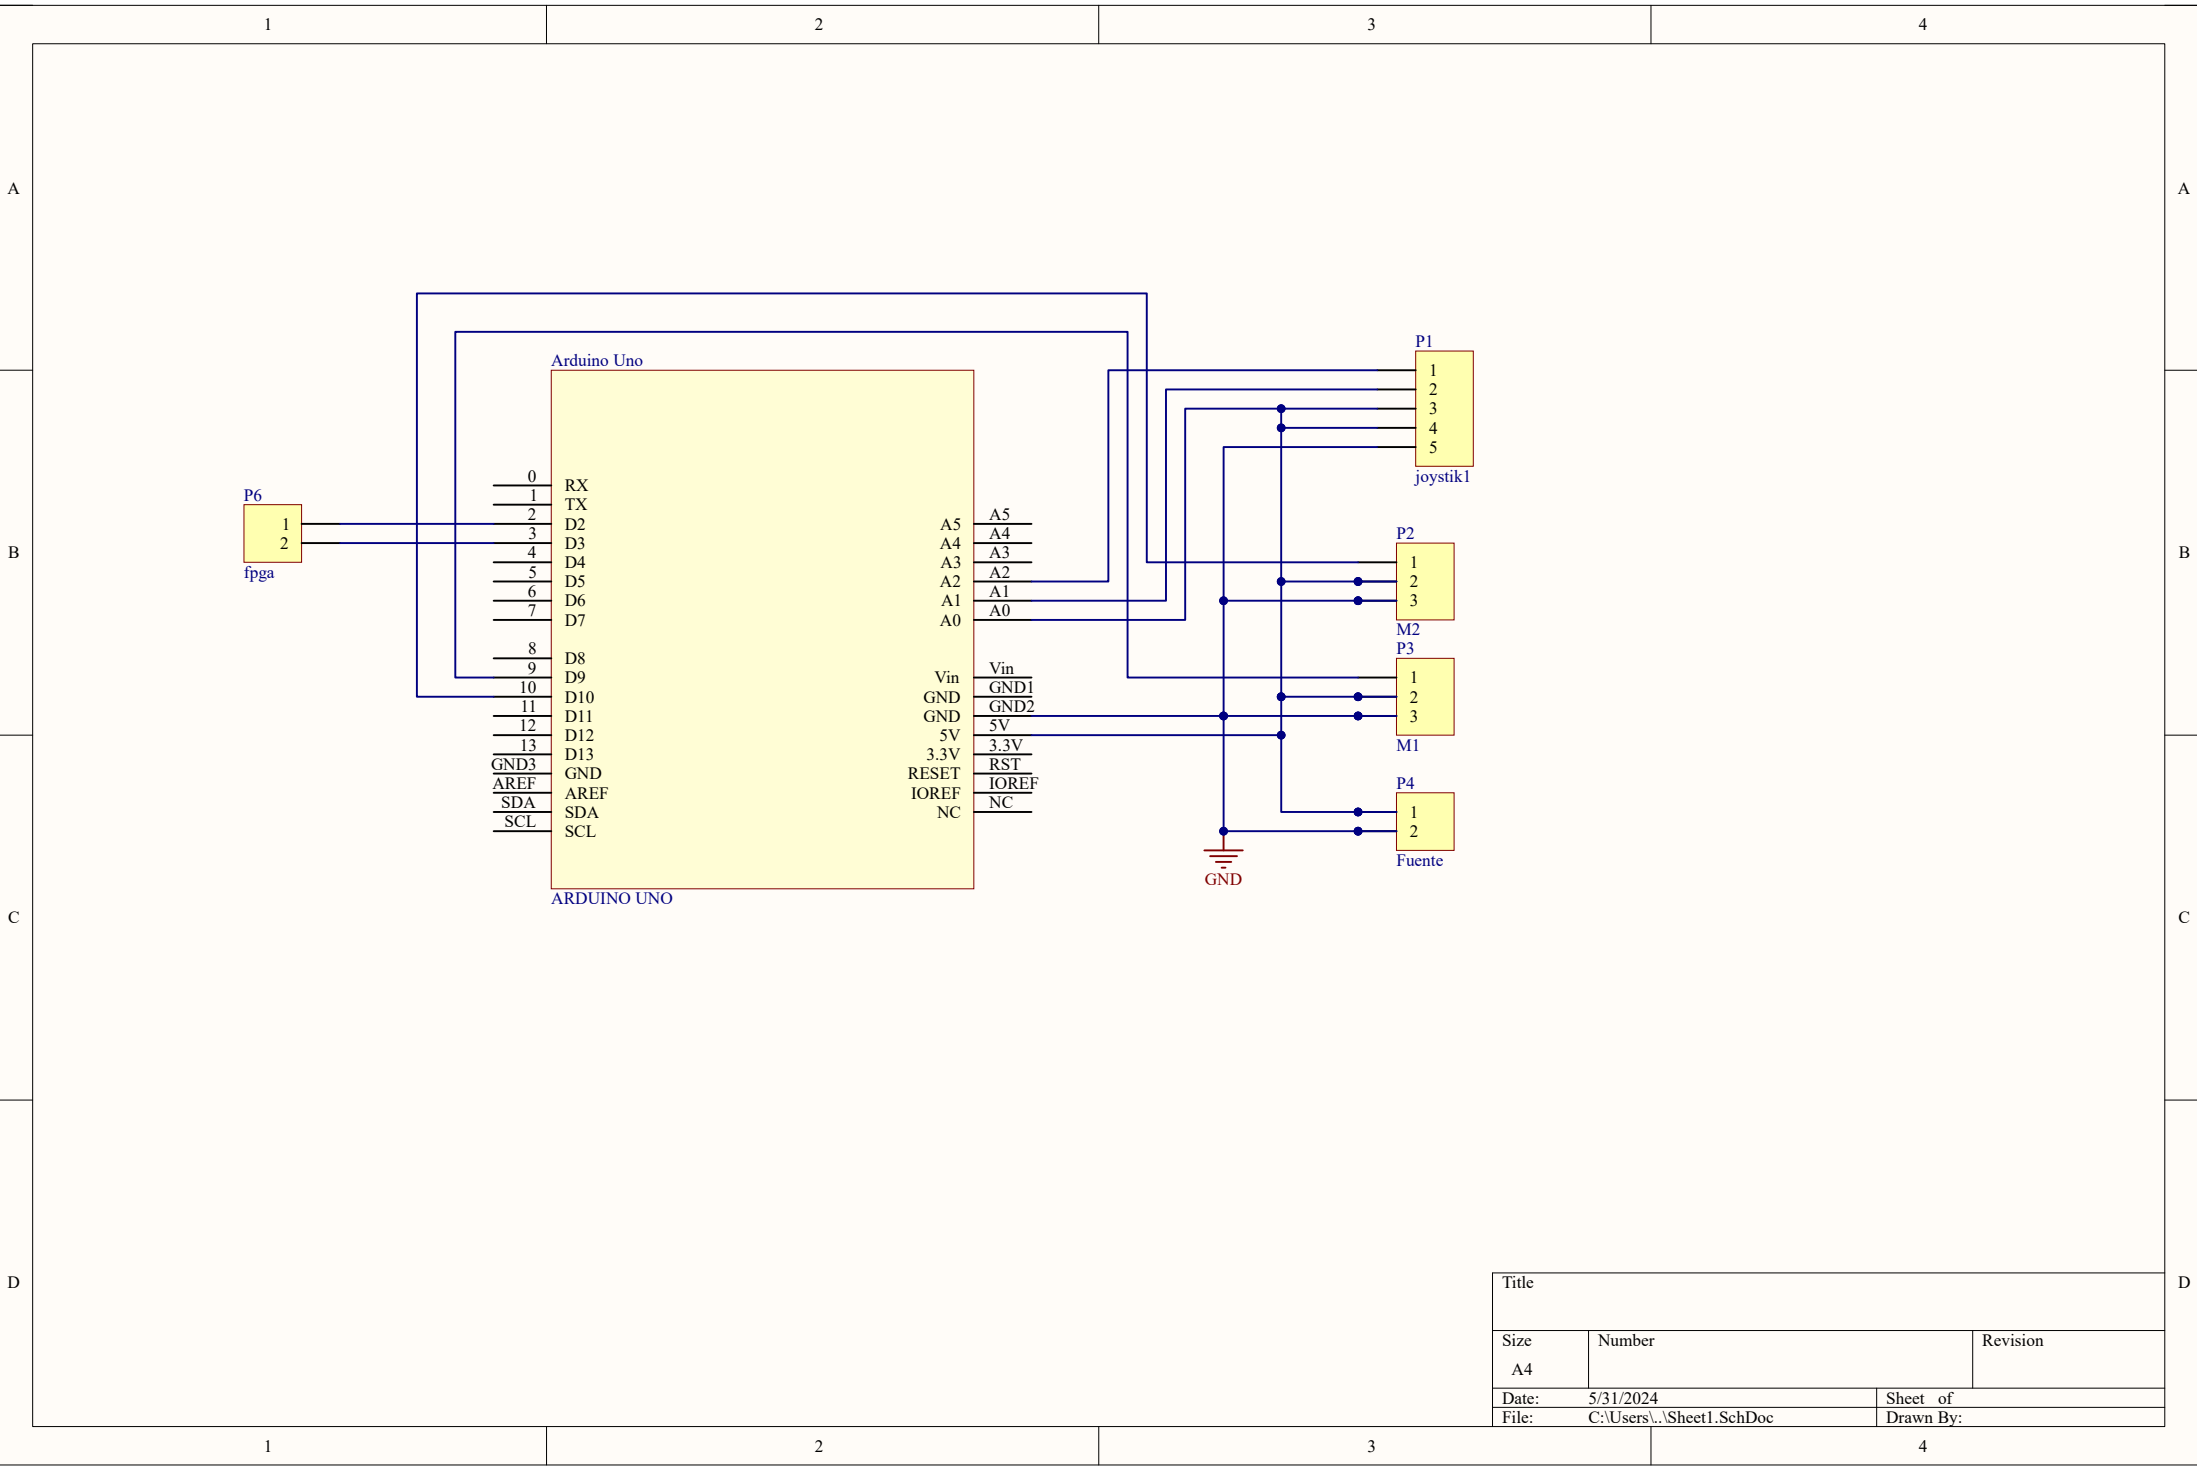 1 2 3 4
A A
B B
C C
D D
Arduino Uno
0 RX
1 TX
2 D2
3 D3
4 D4
5 D5
6 D6
7 D7
8 D8
9 D9
10 D10
11 D11
12 D12
13 D13
GND3 GND
AREF AREF
SDA SDA
SCL SCL
A5 A5
A4 A4
A3 A3
A2 A2
A1 A1
A0 A0
Vin Vin
GND GND1
GND GND2
5V 5V
3.3V 3.3V
RESET RST
IOREF IOREF
NC NC
ARDUINO UNO
P6
1
2
fpga
P1
1
2
3
4
5
joystik1
P2
1
2
3
M2
P3
1
2
3
M1
P4
1
2
Fuente
GND
Title
Size Number Revision
A4
Date: 5/31/2024 Sheet of
File: C:\Users\..\Sheet1.SchDoc Drawn By:
1 2 3 4